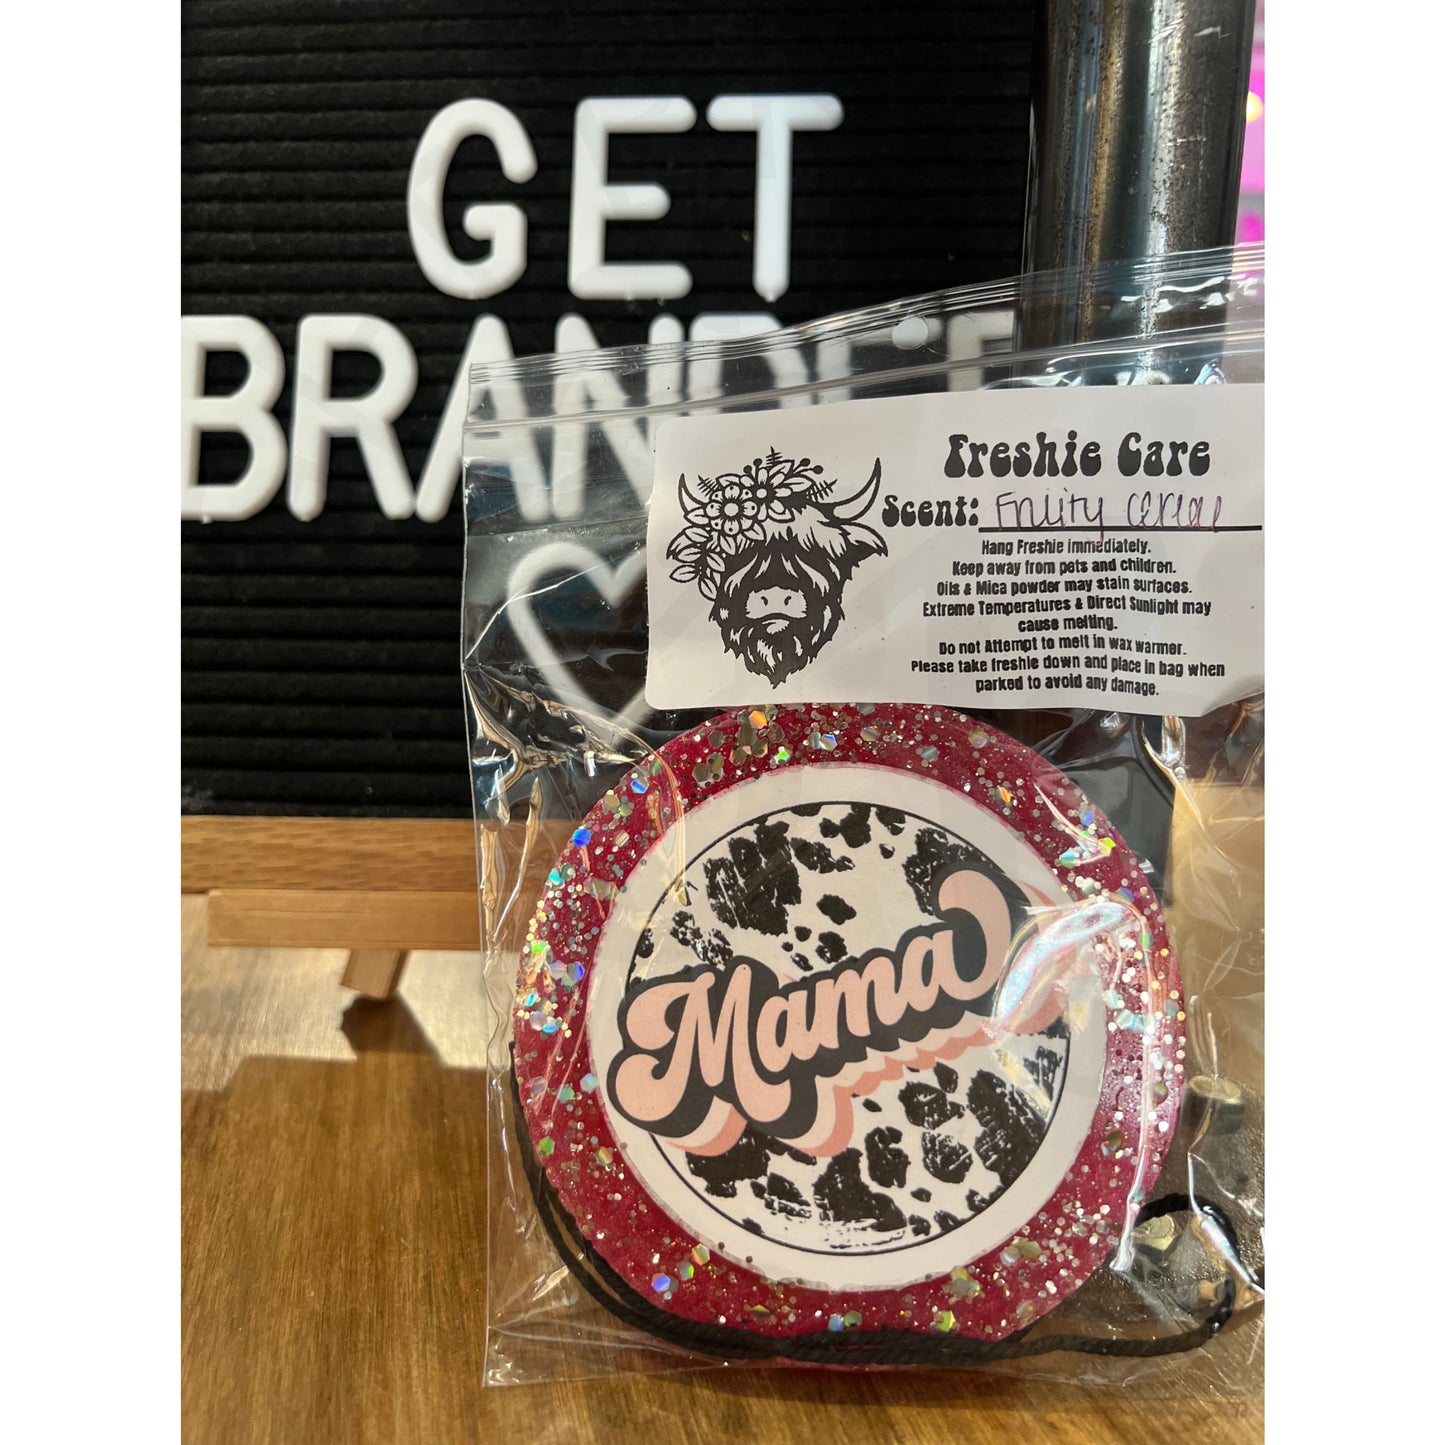 GET
BRANDED
Freshie Care
Scent: Fruity Cereal
Hang Freshie immediately.
Keep away from pets and children.
Oils & Mica powder may stain surfaces.
Extreme Temperatures & Direct Sunlight may
cause melting.
Do not Attempt to melt in wax warmer.
Please take freshie down and place in bag when
parked to avoid any damage.
Mama